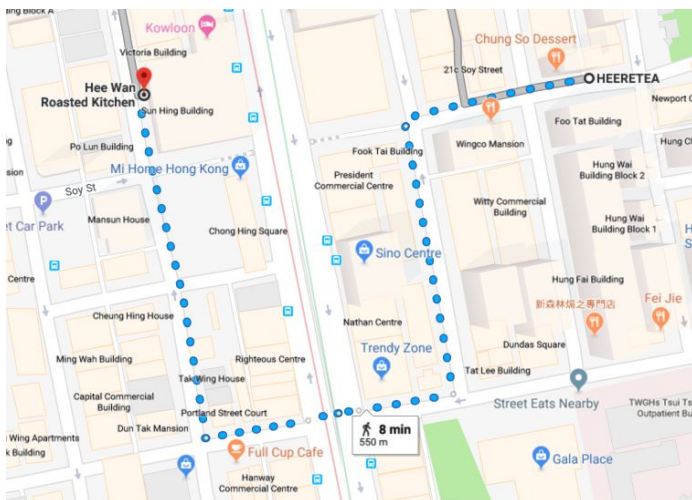 Building Block A
Kowloon
Victoria Building
Hee Wan
Roasted Kitchen
Sun Hing Building
Po Lun Building
Mi Home Hong Kong
Soy St
P
Car Park
Mansun House
Chong Hing Square
Centre
Cheung Hing House
Ming Wah Building
Righteous Centre
Capital Commercial
Building
Tak Wing House
Portland Street Court
Dun Tak Mansion
Wing Apartments
Building
Full Cup Cafe
Hanway
Commercial Centre
Chung So Dessert
21c Soy Street
HEERETEA
Newport
Foo Tat Building
Wingco Mansion
Fook Tai Building
President
Commercial Centre
Hung
Hung Wai
Building Block 2
Witty Commercial
Building
Hung Wai
Building Block 1
Sino Centre
Hung Fai Building
Fei Jie
新森林焗之專門店
Nathan Centre
Trendy Zone
Dundas Square
Tat Lee Building
Street Eats Nearby
TWGHs Tsui
Outpatient
8 min
550 m
Gala Place